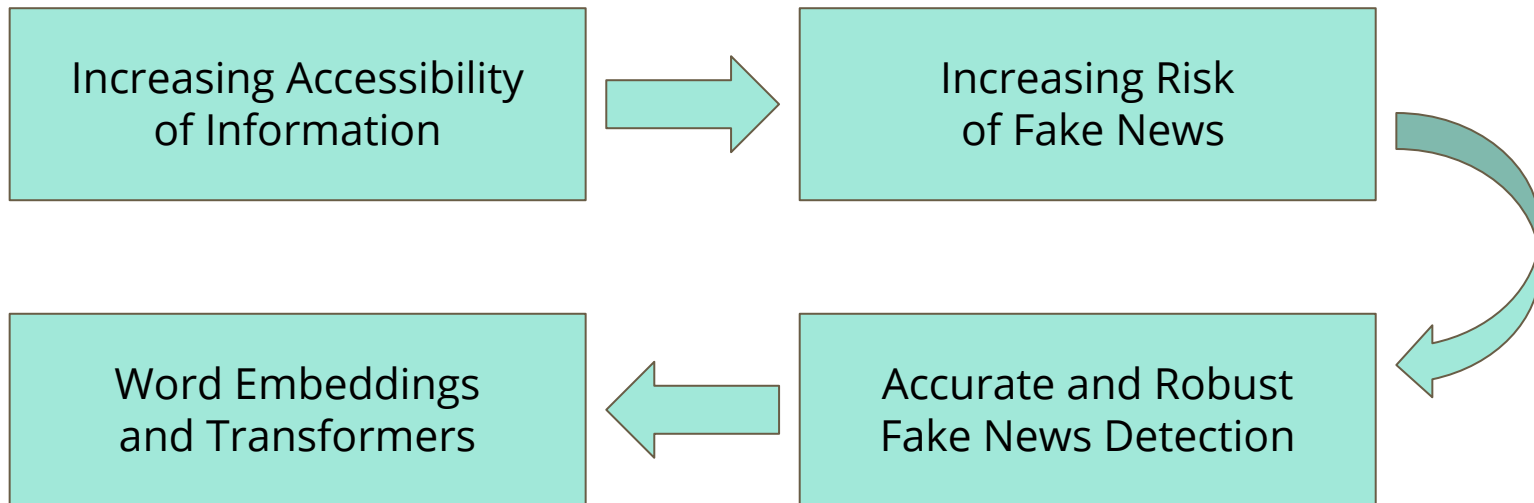 Increasing Accessibility
of Information
Increasing Risk
of Fake News
Accurate and Robust
Fake News Detection
Word Embeddings
and Transformers